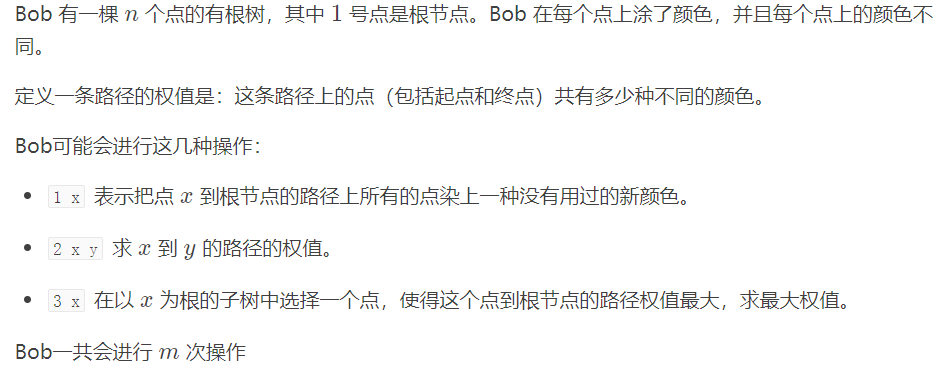 Bob 有一棵 n 个点的有根树，其中 1 号点是根节点。Bob 在每个点上涂了颜色，并且每个点上的颜色不
同。
定义一条路径的权值是：这条路径上的点（包括起点和终点）共有多少种不同的颜色。
Bob可能会进行这几种操作：
• 1 x 表示把点 x 到根节点的路径上所有的点染上一种没有用过的新颜色。
• 2 x y 求 x 到 y 的路径的权值。
• 3 x 在以 x 为根的子树中选择一个点，使得这个点到根节点的路径权值最大，求最大权值。
Bob一共会进行 m 次操作